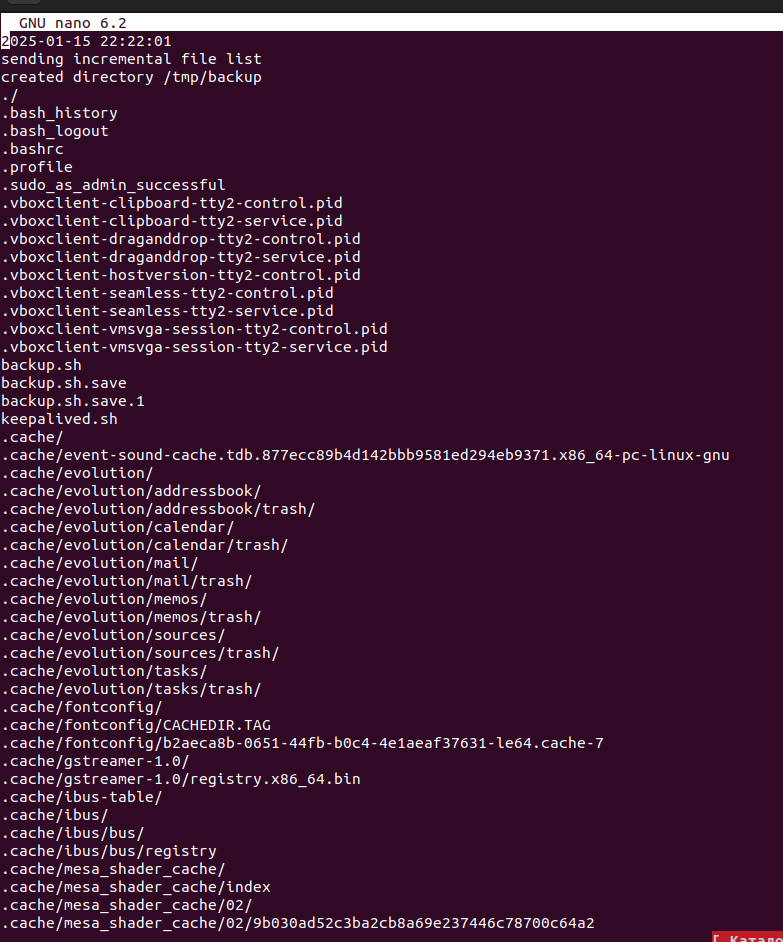 GNU nano 6.2
2025-01-15 22:22:01
sending incremental file list
created directory /tmp/backup
./
.bash_history
.bash_logout
.bashrc
.profile
.sudo_as_admin_successful
.vboxclient-clipboard-tty2-control.pid
.vboxclient-clipboard-tty2-service.pid
.vboxclient-draganddrop-tty2-control.pid
.vboxclient-draganddrop-tty2-service.pid
.vboxclient-hostversion-tty2-control.pid
.vboxclient-seamless-tty2-control.pid
.vboxclient-seamless-tty2-service.pid
.vboxclient-vmsvga-session-tty2-control.pid
.vboxclient-vmsvga-session-tty2-service.pid
backup.sh
backup.sh.save
backup.sh.save.1
keepalived.sh
.cache/
.cache/event-sound-cache.tdb.877ecc89b4d142bbb9581ed294eb9371.x86_64-pc-linux-gnu
.cache/evolution/
.cache/evolution/addressbook/
.cache/evolution/addressbook/trash/
.cache/evolution/calendar/
.cache/evolution/calendar/trash/
.cache/evolution/mail/
.cache/evolution/mail/trash/
.cache/evolution/memos/
.cache/evolution/memos/trash/
.cache/evolution/sources/
.cache/evolution/sources/trash/
.cache/evolution/tasks/
.cache/evolution/tasks/trash/
.cache/fontconfig/
.cache/fontconfig/CACHEDIR.TAG
.cache/fontconfig/b2aeca8b-0651-44fb-b0c4-4e1aeaf37631-le64.cache-7
.cache/gstreamer-1.0/
.cache/gstreamer-1.0/registry.x86_64.bin
.cache/ibus-table/
.cache/ibus/
.cache/ibus/bus/
.cache/ibus/bus/registry
.cache/mesa_shader_cache/
.cache/mesa_shader_cache/index
.cache/mesa_shader_cache/02/
.cache/mesa_shader_cache/02/9b030ad52c3ba2cb8a69e237446c78700c64a2